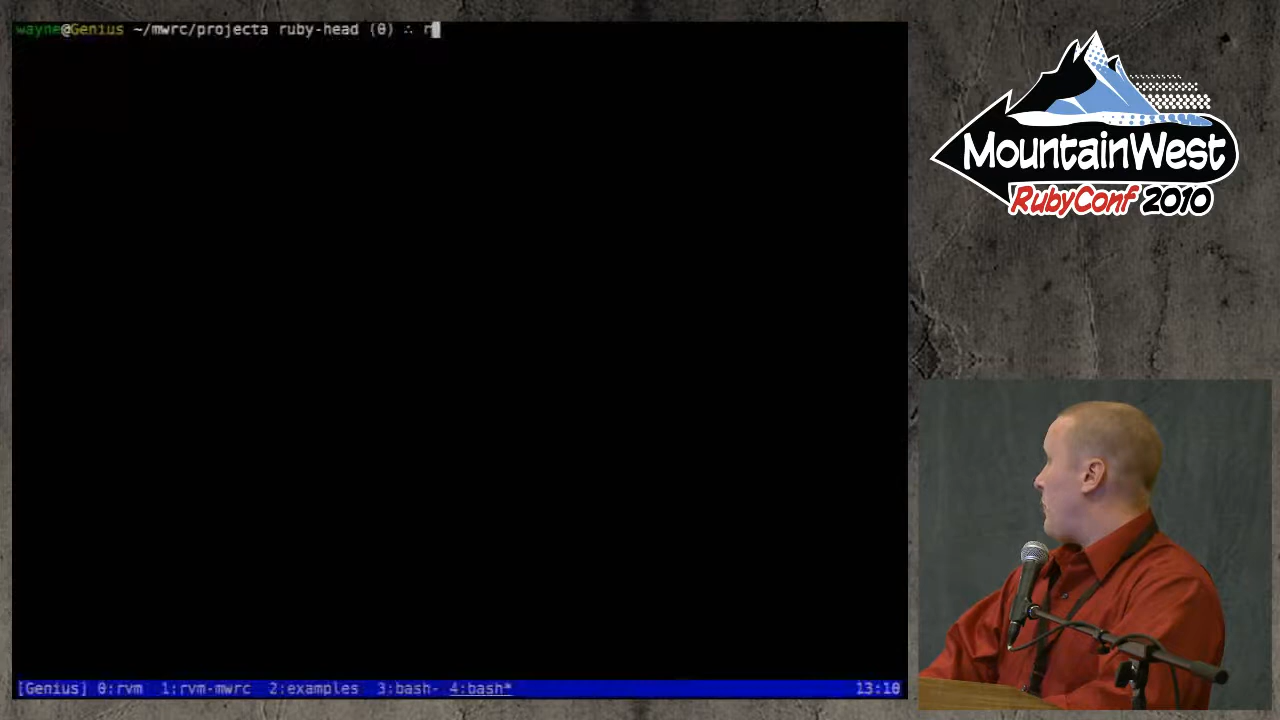 wayne@Genius ~/mwrc/projecta ruby-head (0) ∴ r
MountainWest
RubyConf 2010
[Genius] 0:rvm 1:rvm-mwrc 2:examples 3:bash- 4:bash* 13:10